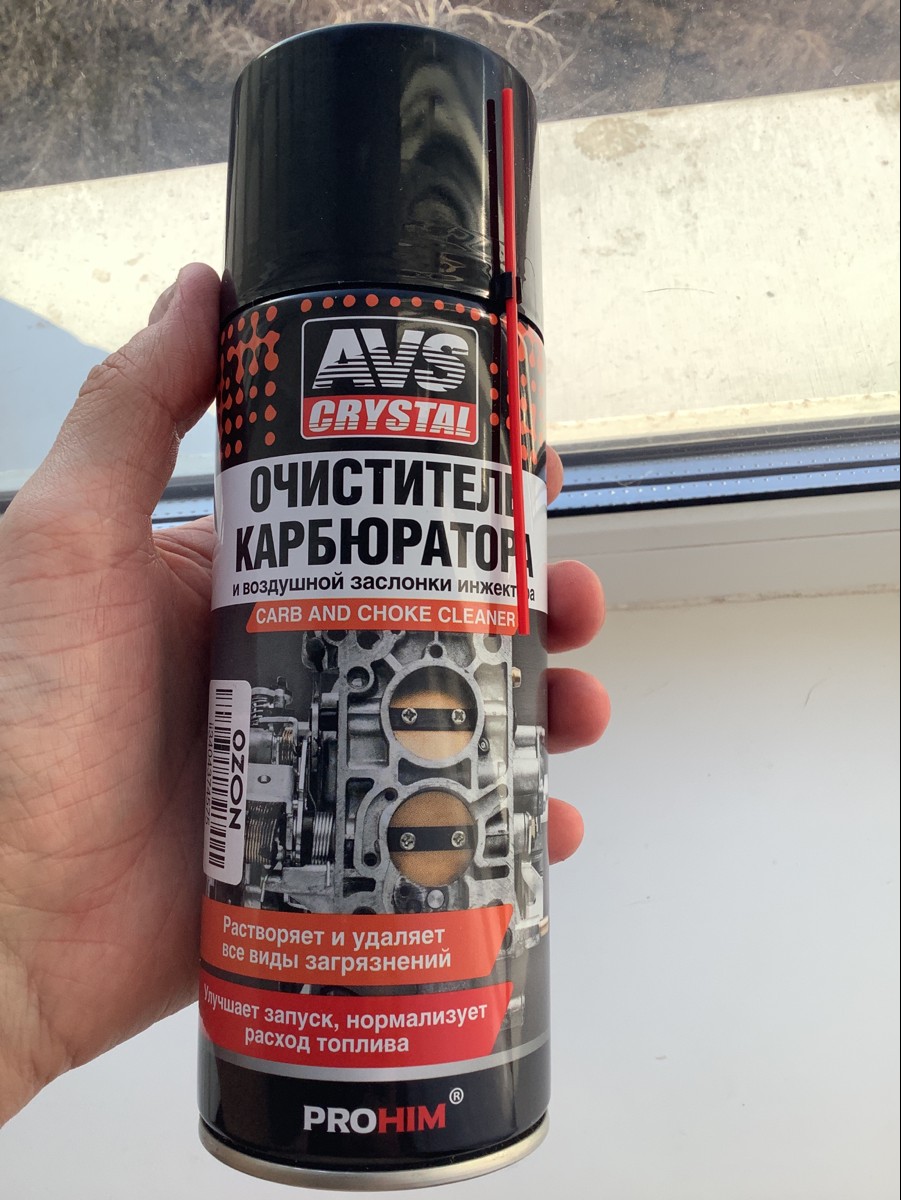 AVS
CRYSTAL
ОЧИСТИТЕЛЬ
КАРБЮРАТОРА
и воздушной заслонки инжектора
CARB AND CHOKE CLEANER
OZON
Растворяет и удаляет
все виды загрязнений
Улучшает запуск, нормализует
расход топлива
PROHIM®